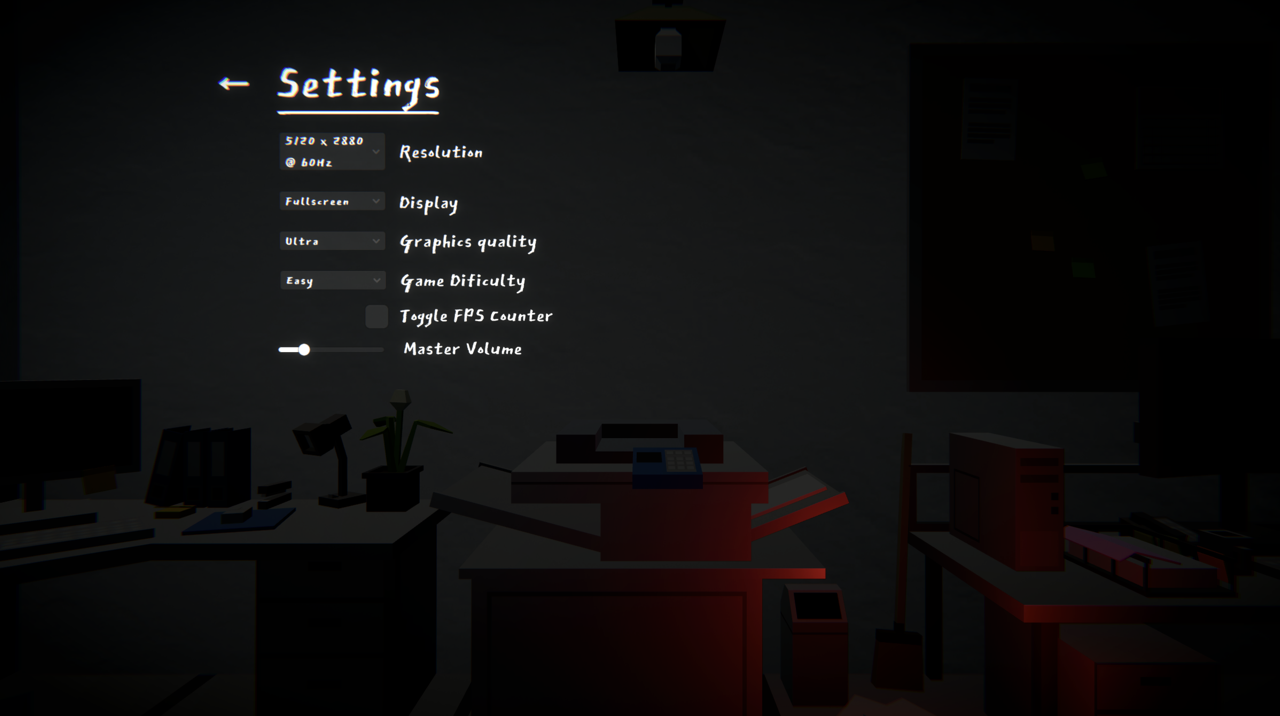 ← Settings
5120 x 2880
@ 60Hz
Resolution
Fullscreen
Display
Ultra
Graphics quality
Easy
Game Dificulty
Toggle FPS Counter
Master Volume